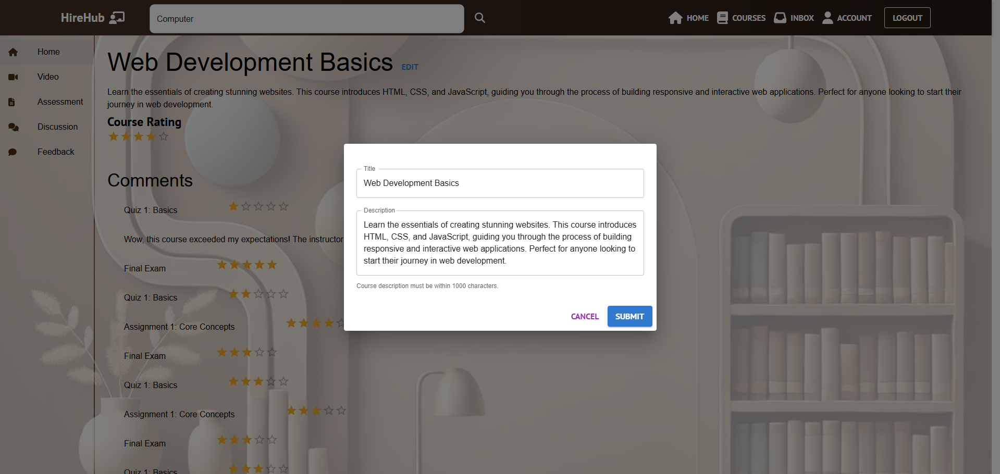 HireHub
Computer
HOME
COURSES
INBOX
ACCOUNT
LOGOUT
Home
Video
Assessment
Discussion
Feedback
Web Development Basics
EDIT
Learn the essentials of creating stunning websites. This course introduces HTML, CSS, and JavaScript, guiding you through the process of building responsive and interactive web applications. Perfect for anyone looking to start their
journey in web development.
Course Rating
Comments
Quiz 1: Basics
Wow, this course exceeded my expectations! The instructor
Final Exam
Quiz 1: Basics
Assignment 1: Core Concepts
Final Exam
Quiz 1: Basics
Assignment 1: Core Concepts
Final Exam
Quiz 1: Basics
Title
Web Development Basics
Description
Learn the essentials of creating stunning websites. This course introduces
HTML, CSS, and JavaScript, guiding you through the process of building
responsive and interactive web applications. Perfect for anyone looking to
start their journey in web development.
Course description must be within 1000 characters.
CANCEL
SUBMIT